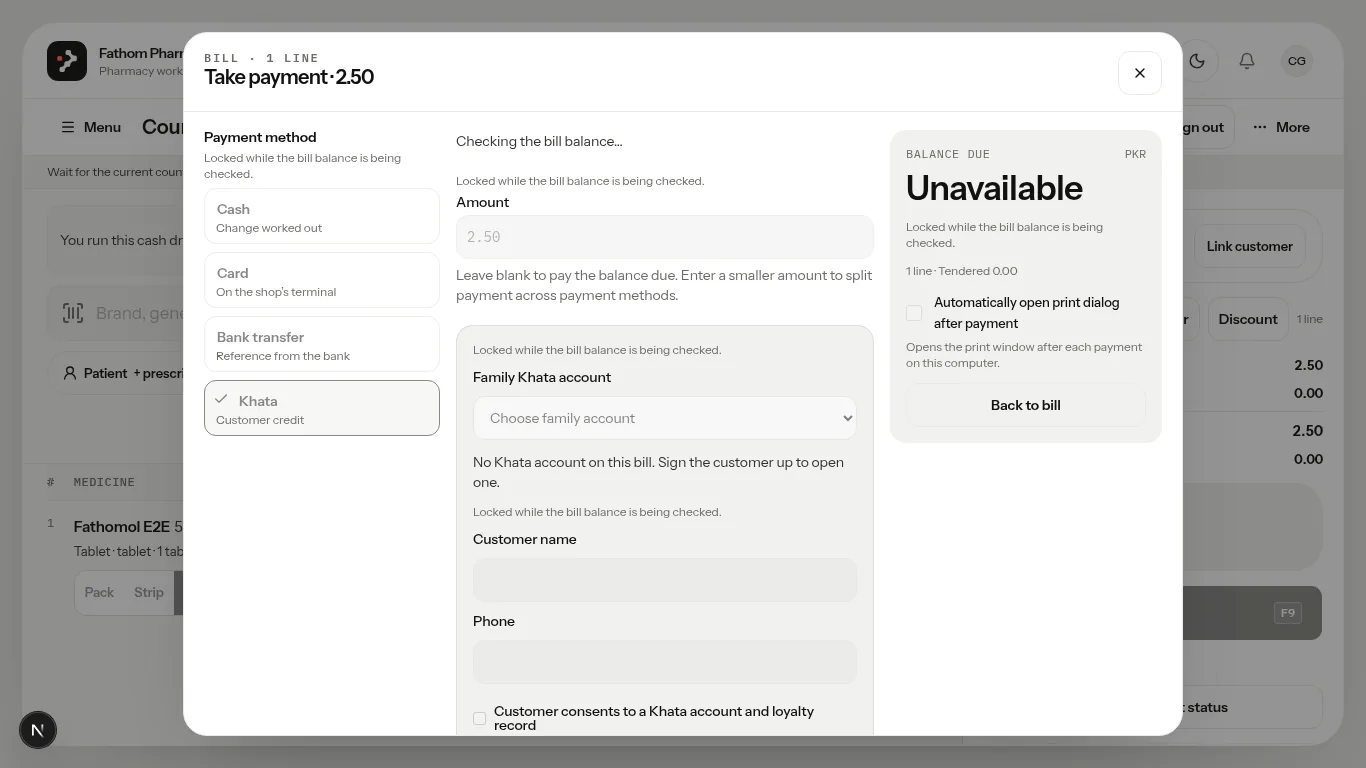 Fathom Pharm
Pharmacy work
CG
Menu
Cou
gn out
More
Wait for the current coun
You run this cash dr
Brand, gene
Patient + prescri
Link customer
Discount
1 line
2.50
0.00
2.50
0.00
# MEDICINE
1 Fathomol E2E 5
Tablet · tablet · 1 tab
Pack Strip
F9
status
N
BILL · 1 LINE
Take payment · 2.50
Payment method
Locked while the bill balance is being
checked.
Cash
Change worked out
Card
On the shop's terminal
Bank transfer
Reference from the bank
Khata
Customer credit
Checking the bill balance…
Locked while the bill balance is being checked.
Amount
2.50
Leave blank to pay the balance due. Enter a smaller amount to split
payment across payment methods.
Locked while the bill balance is being checked.
Family Khata account
Choose family account
No Khata account on this bill. Sign the customer up to open
one.
Locked while the bill balance is being checked.
Customer name
Phone
Customer consents to a Khata account and loyalty
record
BALANCE DUE PKR
Unavailable
Locked while the bill balance is being
checked.
1 line · Tendered 0.00
Automatically open print dialog
after payment
Opens the print window after each payment
on this computer.
Back to bill